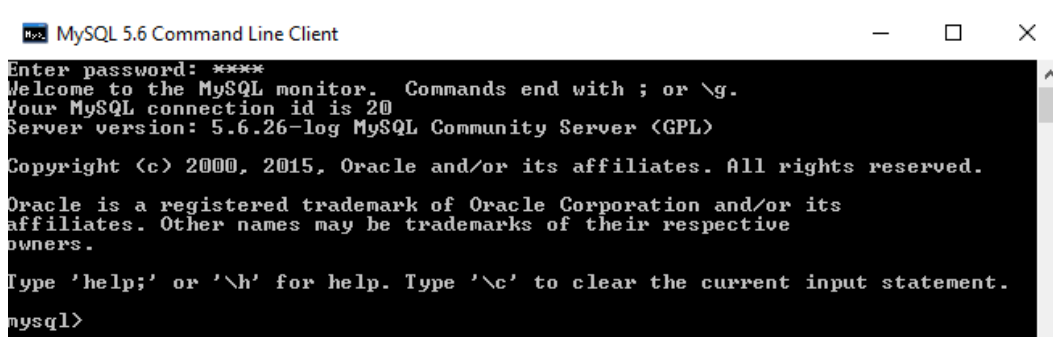 MySQL 5.6 Command Line Client
Enter password: ****
Welcome to the MySQL monitor.  Commands end with ; or \g.
Your MySQL connection id is 20
Server version: 5.6.26-log MySQL Community Server (GPL)
Copyright (c) 2000, 2015, Oracle and/or its affiliates. All rights reserved.
Oracle is a registered trademark of Oracle Corporation and/or its
affiliates. Other names may be trademarks of their respective
owners.
Type 'help;' or '\h' for help. Type '\c' to clear the current input statement.
mysql>